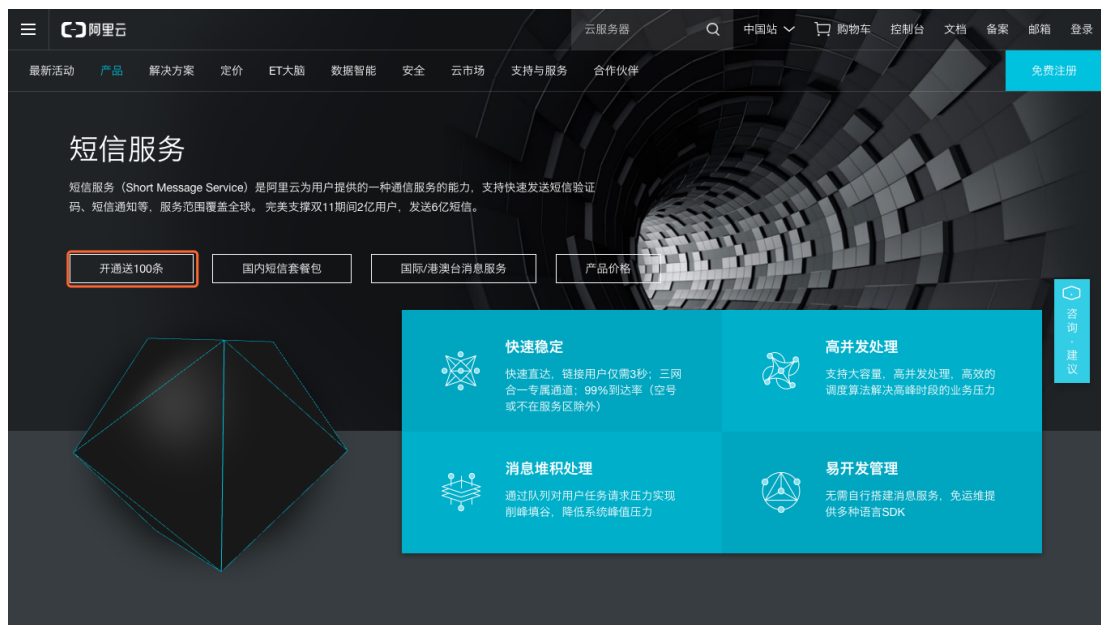 阿里云
云服务器
中国站
购物车
控制台
文档
备案
邮箱
登录
最新活动
产品
解决方案
定价
ET大脑
数据智能
安全
云市场
支持与服务
合作伙伴
免费注册
短信服务
短信服务（Short Message Service）是阿里云为用户提供的一种通信服务的能力，支持快速发送短信验证
码、短信通知等，服务范围覆盖全球。 完美支撑双11期间2亿用户，发送6亿短信。
开通送100条
国内短信套餐包
国际/港澳台消息服务
产品价格
咨询·建议
快速稳定
快速直达，链接用户仅需3秒；三网
合一专属通道；99%到达率（空号
或不在服务区除外）
高并发处理
支持大容量，高并发处理，高效的
调度算法解决高峰时段的业务压力
消息堆积处理
通过队列对用户任务请求压力实现
削峰填谷，降低系统峰值压力
易开发管理
无需自行搭建消息服务，免运维提
供多种语言SDK